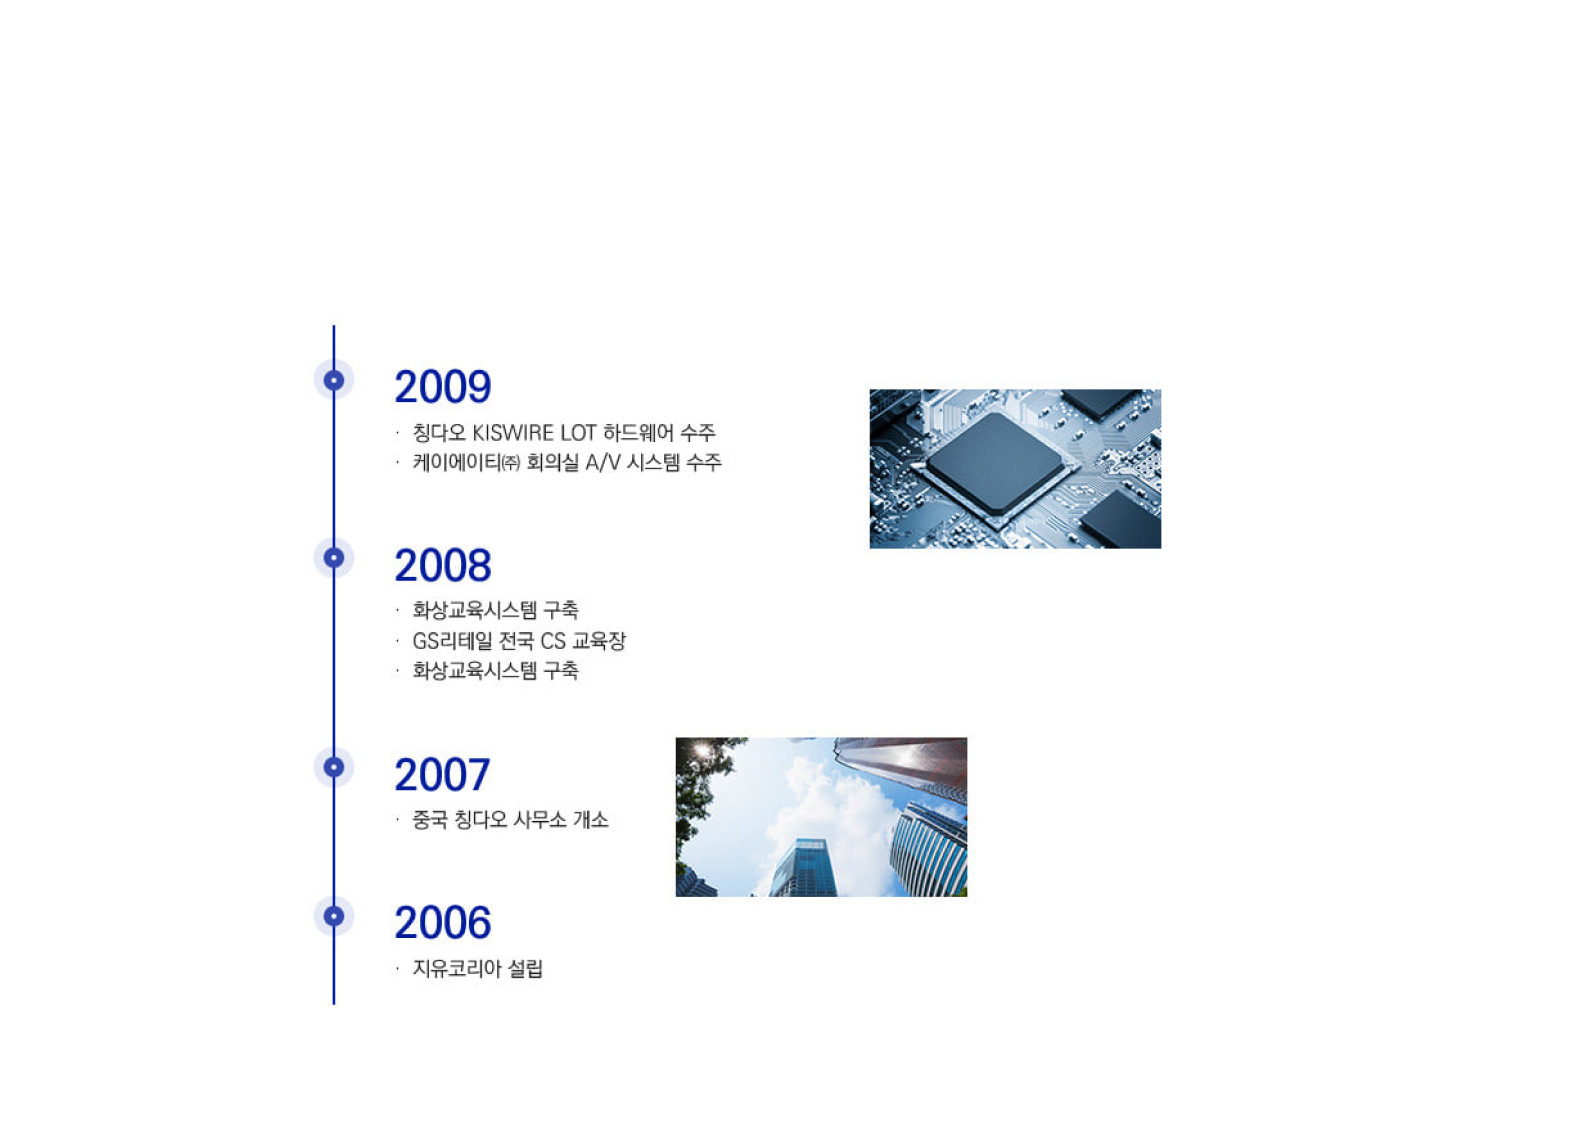 2009
· 칭다오 KISWIRE LOT 하드웨어 수주
· 케이에이티㈜ 회의실 A/V 시스템 수주
2008
· 화상교육시스템 구축
· GS리테일 전국 CS 교육장
· 화상교육시스템 구축
2007
· 중국 칭다오 사무소 개소
2006
· 지유코리아 설립